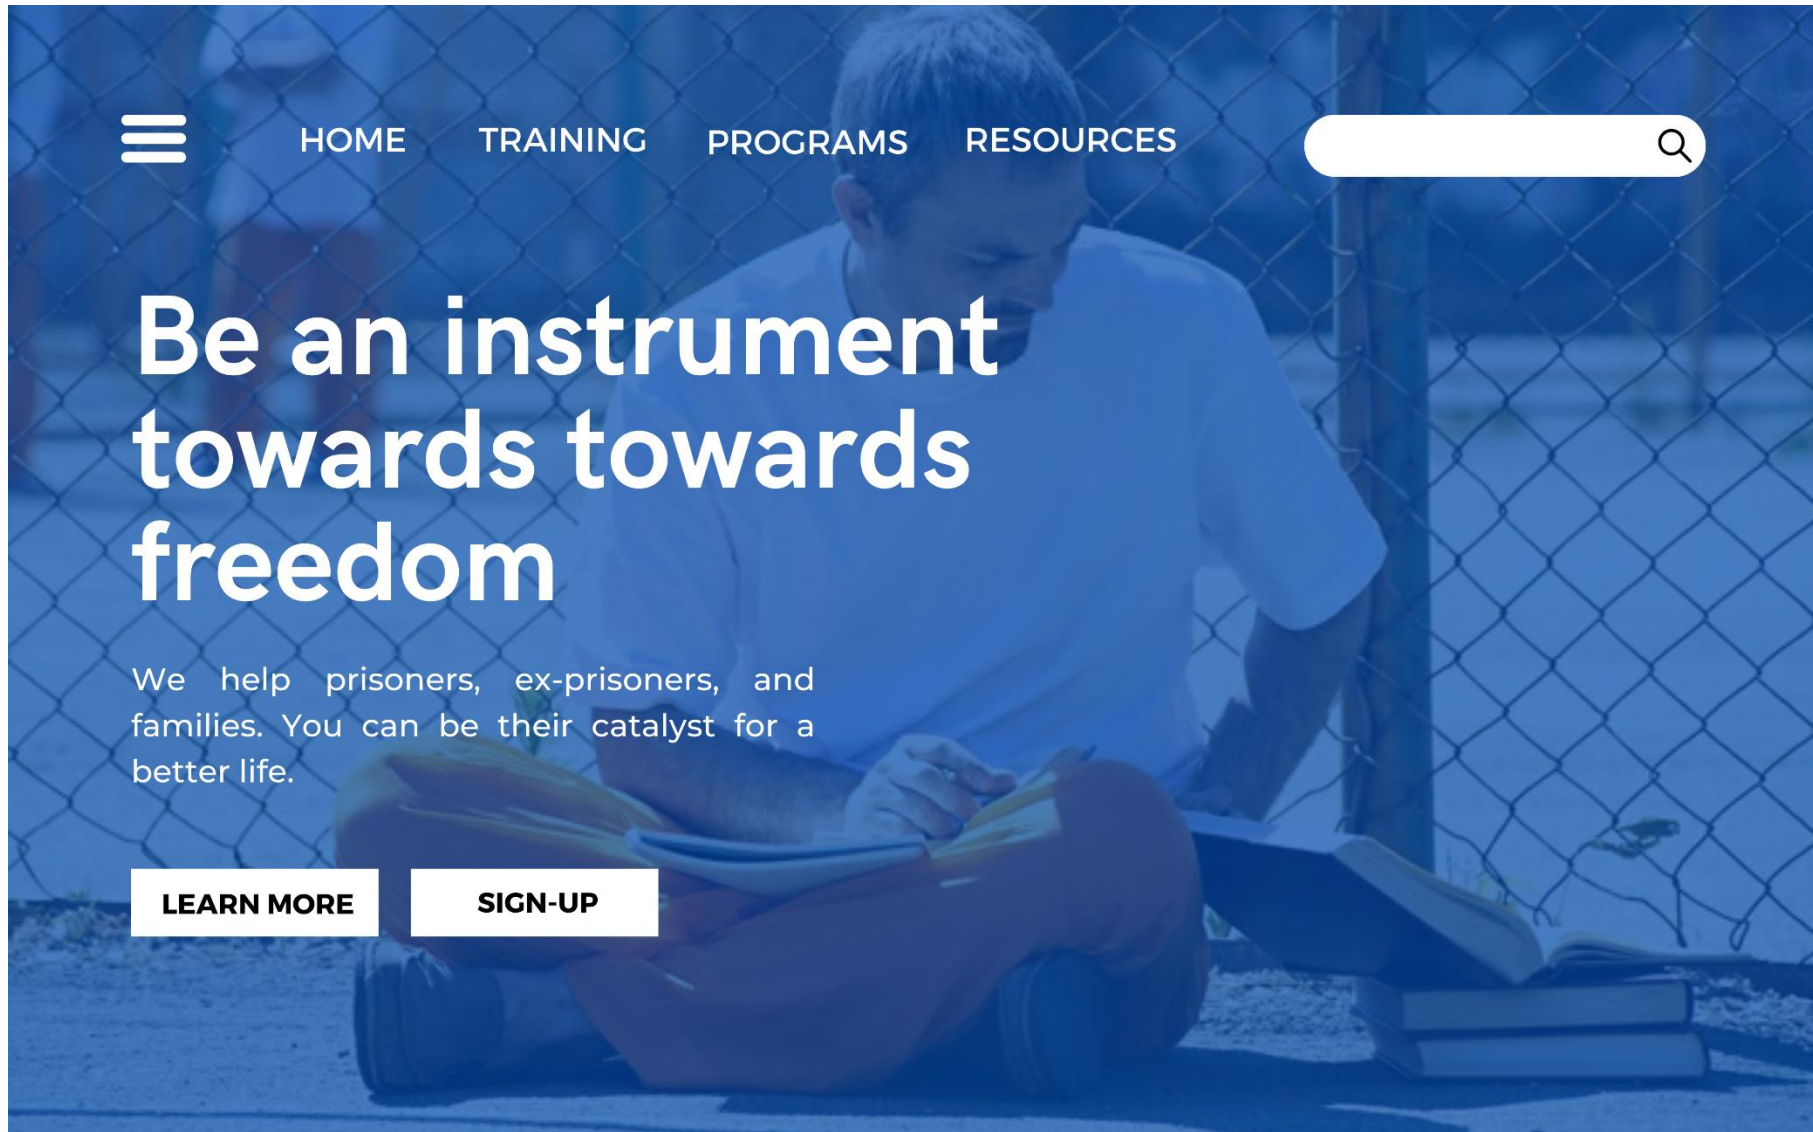 HOME TRAINING PROGRAMS RESOURCES
Be an instrument
towards towards
freedom
We help prisoners, ex-prisoners, and
families. You can be their catalyst for a
better life.
LEARN MORE SIGN-UP